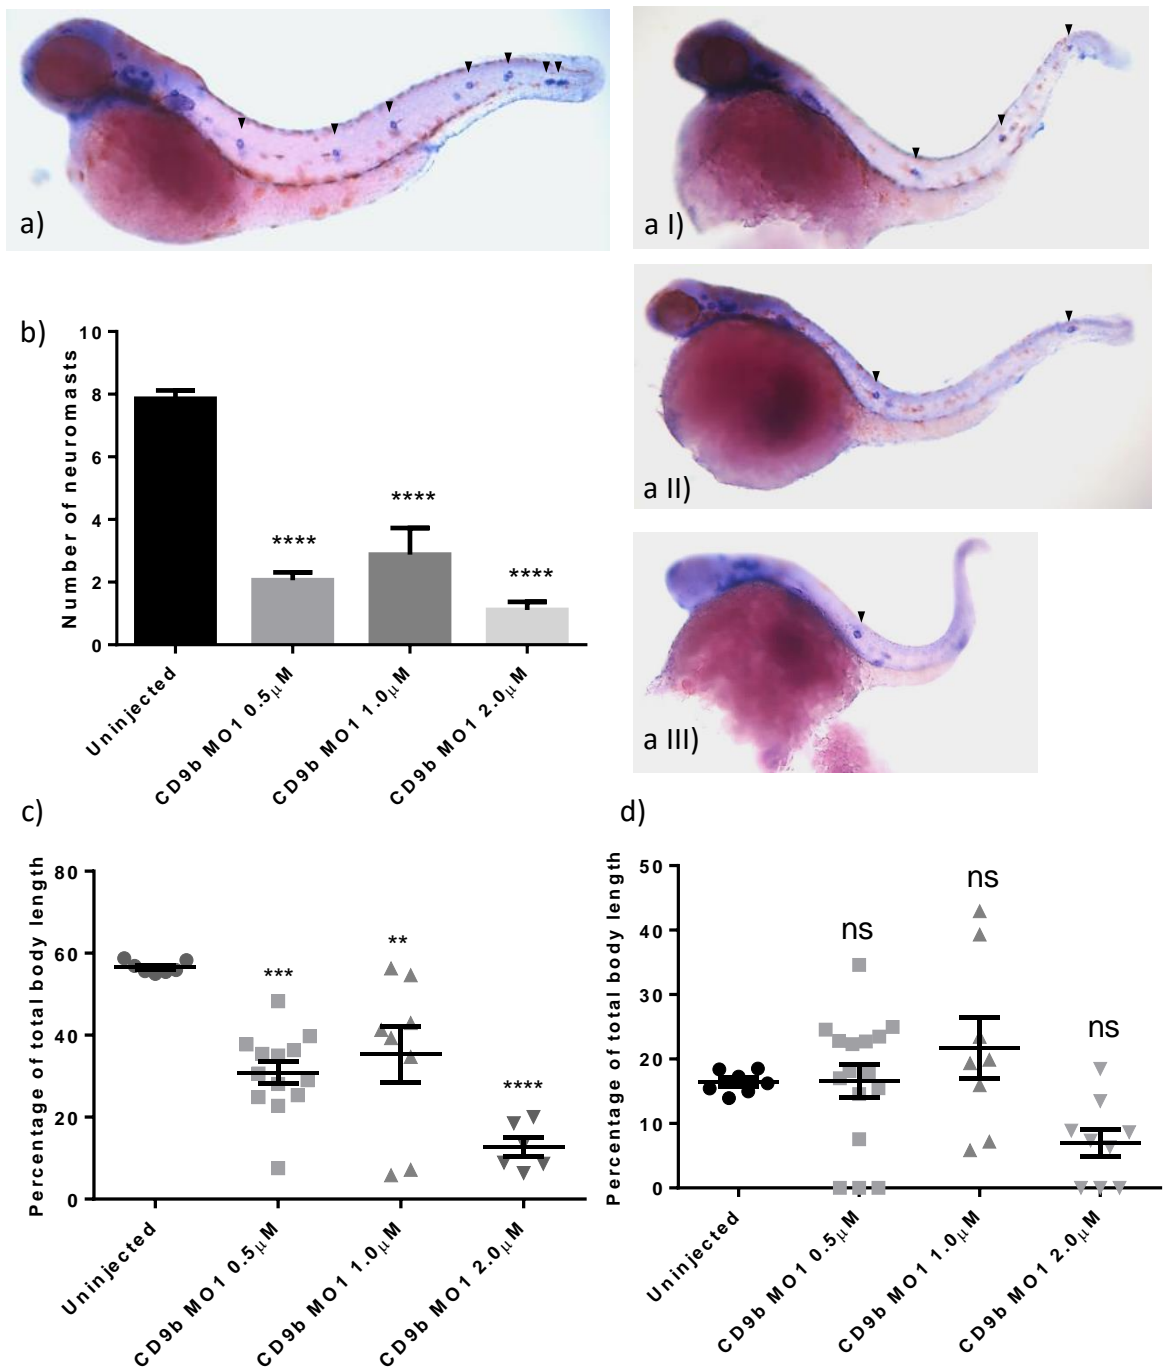 a)
a I)
a II)
a III)
b)
Number of neuromasts
10
8
6
4
2
0
****
****
****
Uninjected
CD9b MO1 0.5μM
CD9b MO1 1.0μM
CD9b MO1 2.0μM
c)
Percentage of total body length
80
60
40
20
0
***
**
****
Uninjected
CD9b MO1 0.5μM
CD9b MO1 1.0μM
CD9b MO1 2.0μM
d)
Percentage of total body length
50
40
30
20
10
0
ns
ns
ns
Uninjected
CD9b MO1 0.5μM
CD9b MO1 1.0μM
CD9b MO1 2.0μM